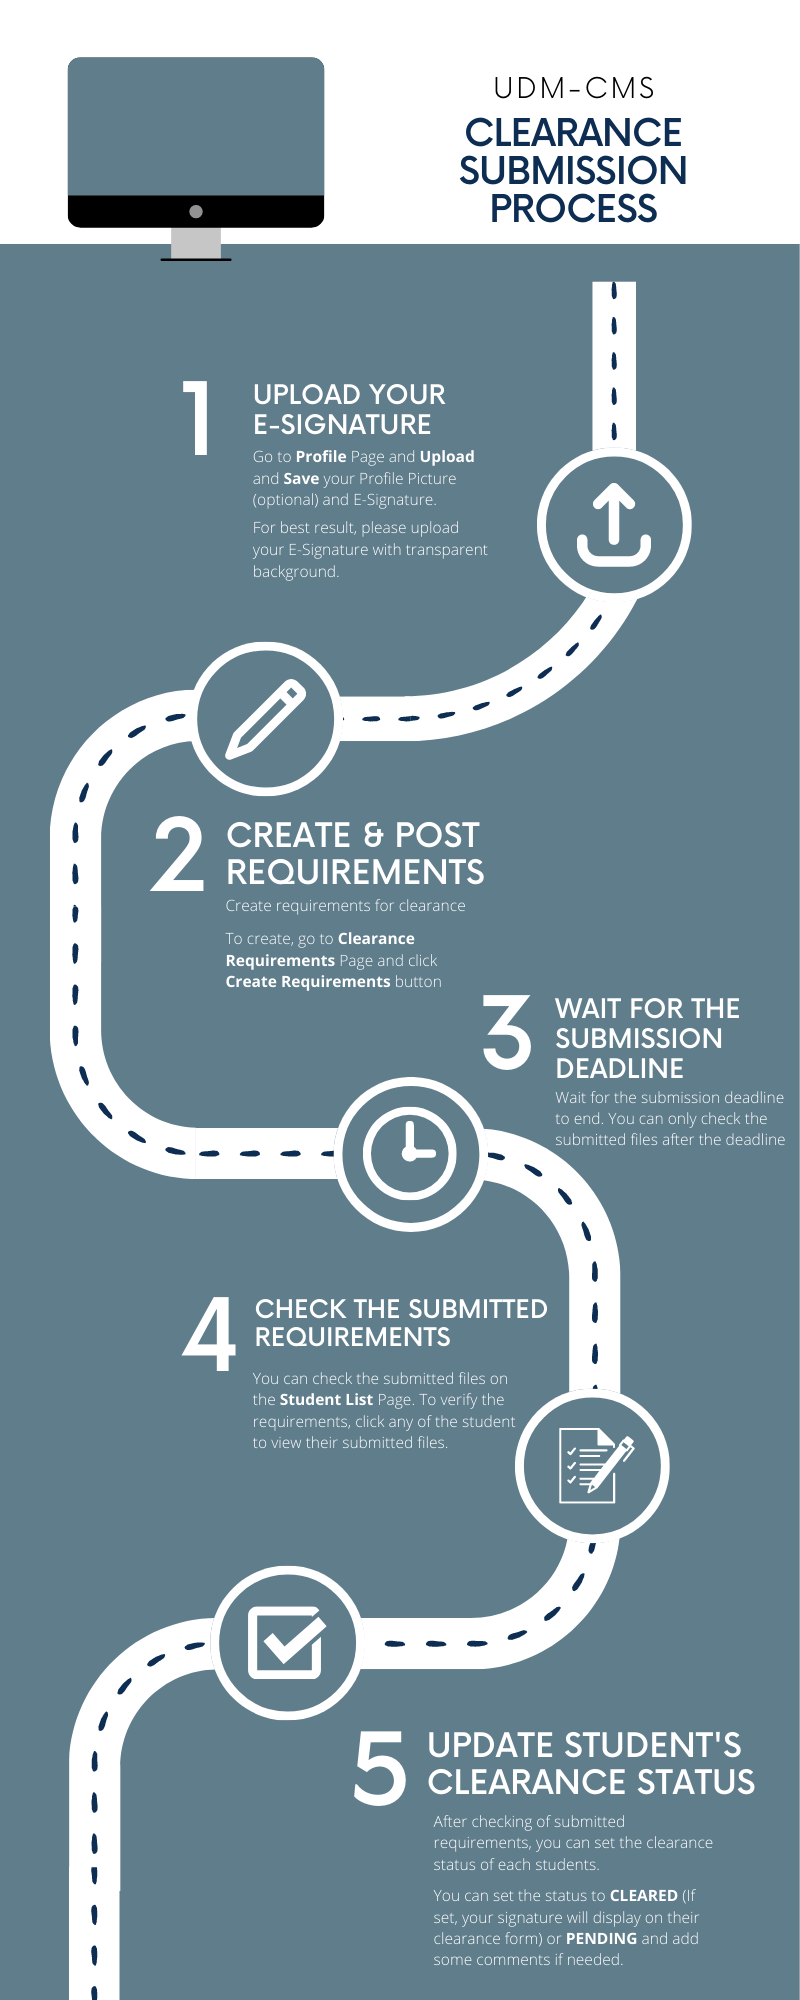 UDM-CMS
CLEARANCE
SUBMISSION
PROCESS
1
UPLOAD YOUR
E-SIGNATURE
Go to Profile Page and Upload
and Save your Profile Picture
(optional) and E-Signature.
For best result, please upload
your E-Signature with transparent
background.
2
CREATE & POST
REQUIREMENTS
Create requirements for clearance
To create, go to Clearance
Requirements Page and click
Create Requirements button
3
WAIT FOR THE
SUBMISSION
DEADLINE
Wait for the submission deadline
to end. You can only check the
submitted files after the deadline
4
CHECK THE SUBMITTED
REQUIREMENTS
You can check the submitted files on
the Student List Page. To verify the
requirements, click any of the student
to view their submitted files.
5
UPDATE STUDENT'S
CLEARANCE STATUS
After checking of submitted
requirements, you can set the clearance
status of each students.
You can set the status to CLEARED (If
set, your signature will display on their
clearance form) or PENDING and add
some comments if needed.